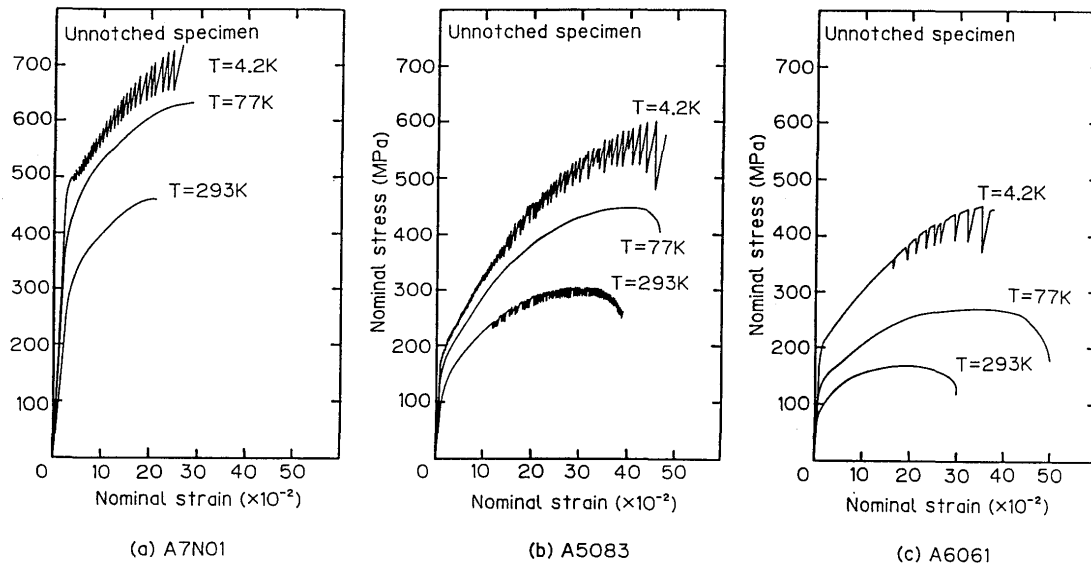 Unnotched specimen
700
600
500
400
300
200
100
0
10 20 30 40 50
T=4.2K
T=77K
T=293K
Nominal strain (×10⁻²)
(a) A7N01
Unnotched specimen
Nominal stress (MPa)
700
600
500
400
300
200
100
0
10 20 30 40 50
T=4.2K
T=77K
T=293K
Nominal strain (×10⁻²)
(b) A5083
Unnotched specimen
Nominal stress (MPa)
700
600
500
400
300
200
100
0
10 20 30 40 50
T=4.2K
T=77K
T=293K
Nominal strain (×10⁻²)
(c) A6061